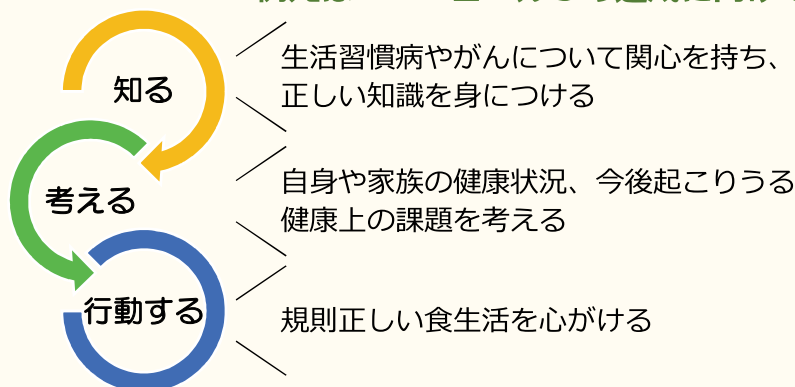 知る
生活習慣病やがんについて関心を持ち、
正しい知識を身につける
考える
自身や家族の健康状況、今後起こりうる
健康上の課題を考える
行動する
規則正しい食生活を心がける